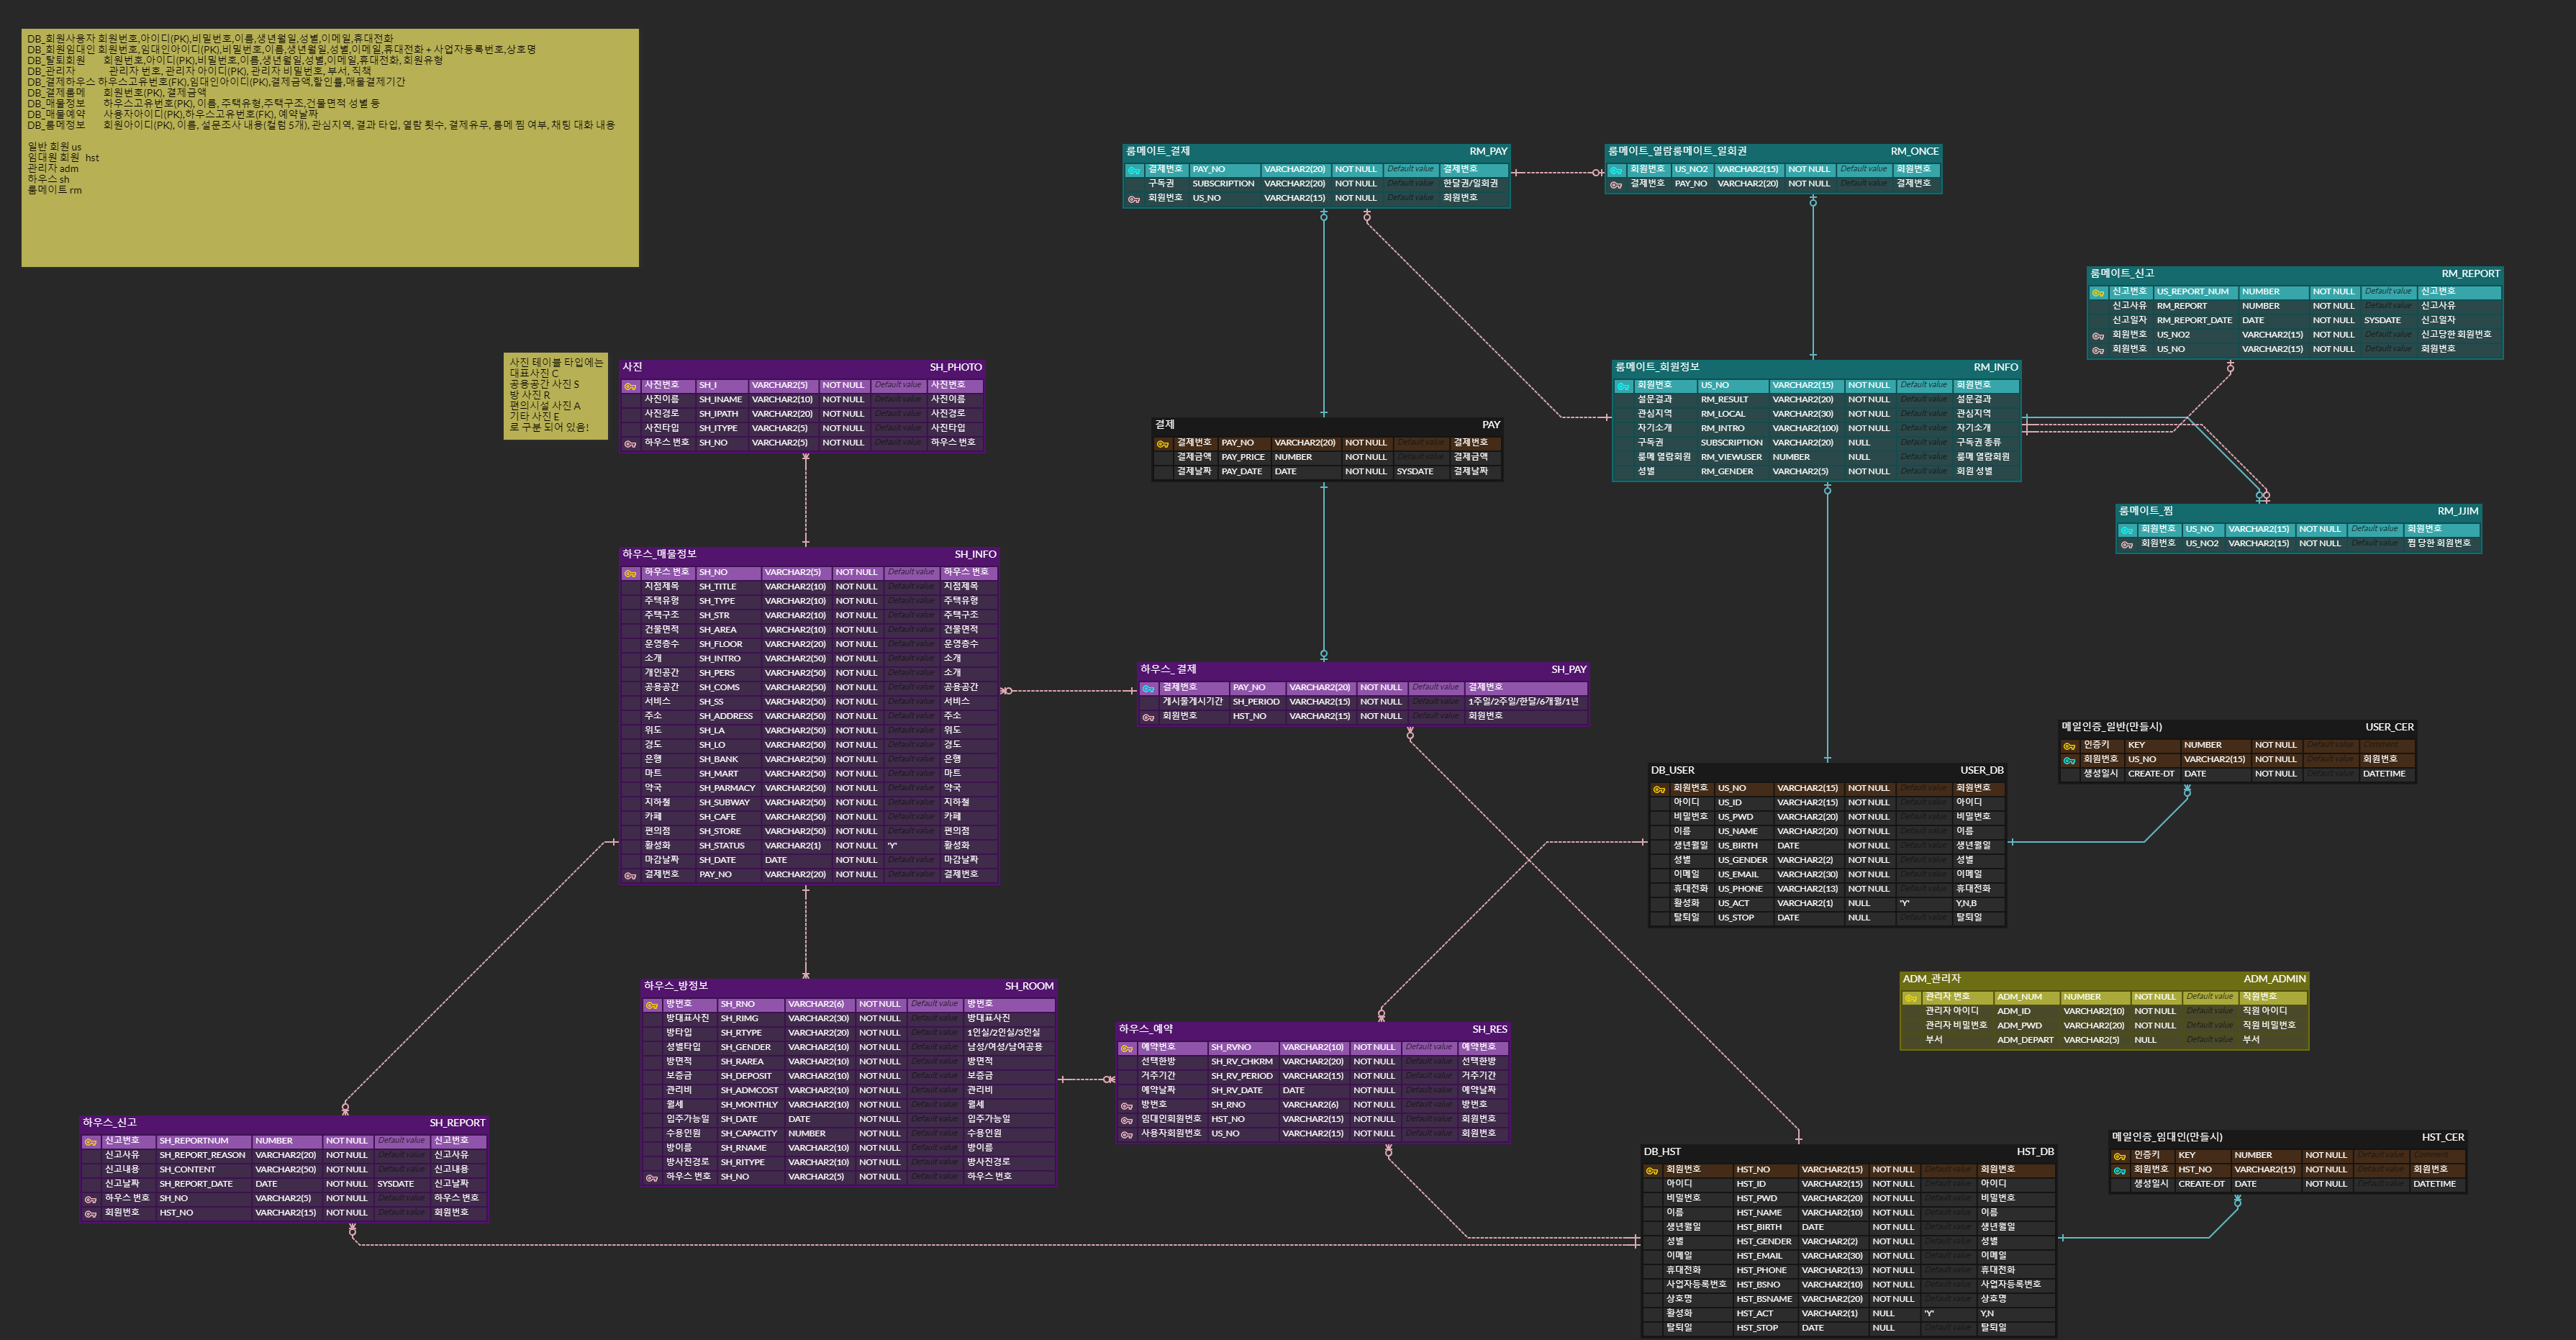 DB_회원사용자 회원번호,아이디(PK),비밀번호,이름,생년월일,성별,이메일,휴대전화
DB_회원임대인 회원번호,임대인아이디(PK),비밀번호,이름,생년월일,성별,이메일,휴대전화 + 사업자등록번호,상호명
DB_탈퇴회원 회원번호,아이디(PK),비밀번호,이름,생년월일,성별,이메일,휴대전화, 회원유형
DB_관리자 관리자 번호, 관리자 아이디(PK), 관리자 비밀번호, 부서, 직책
DB_결제하우스 하우스고유번호(FK),임대인아이디(PK),결제금액,할인률,매물결제기간
DB_결제룸메 회원번호(PK), 결제금액
DB_매물정보 하우스고유번호(PK), 이름, 주택유형,주택구조,건물면적 성별 등
DB_매물예약 사용자아이디(PK),하우스고유번호(FK), 예약날짜
DB_룸메정보 회원아이디(PK), 이름, 설문조사 내용(컬럼 5개), 관심지역, 결과 타입, 열람 횟수, 결제유무, 룸메 찜 여부, 채팅 대화 내용
일반 회원 us
임대원 회원 hst
관리자 adm
하우스 sh
룸메이트 rm
룸메이트_결제 RM_PAY
결제번호 PAY_NO VARCHAR2(20) NOT NULL Default value 결제번호
구독권 SUBSCRIPTION VARCHAR2(20) NOT NULL Default value 한달권/일회권
회원번호 US_NO VARCHAR2(15) NOT NULL Default value 회원번호
룸메이트_열람룸메이트_일회권 RM_ONCE
회원번호 US_NO2 VARCHAR2(15) NOT NULL Default value 회원번호
결제번호 PAY_NO VARCHAR2(20) NOT NULL Default value 결제번호
룸메이트_신고 RM_REPORT
신고번호 US_REPORT_NUM NUMBER NOT NULL Default value 신고번호
신고사유 RM_REPORT NUMBER NOT NULL Default value 신고사유
신고일자 RM_REPORT_DATE DATE NOT NULL SYSDATE 신고일자
회원번호 US_NO2 VARCHAR2(15) NOT NULL Default value 신고당한 회원번호
회원번호 US_NO VARCHAR2(15) NOT NULL Default value 회원번호
사진 테이블 타입에는
대표사진 C
공용공간 사진 S
방 사진 R
편의시설 사진 A
기타 사진 E
로 구분 되어 있음!
사진 SH_PHOTO
사진번호 SH_I VARCHAR2(5) NOT NULL Default value 사진번호
사진이름 SH_INAME VARCHAR2(10) NOT NULL Default value 사진이름
사진경로 SH_IPATH VARCHAR2(20) NOT NULL Default value 사진경로
사진타입 SH_ITYPE VARCHAR2(5) NOT NULL Default value 사진타입
하우스 번호 SH_NO VARCHAR2(5) NOT NULL Default value 하우스 번호
룸메이트_회원정보 RM_INFO
회원번호 US_NO VARCHAR2(15) NOT NULL Default value 회원번호
설문결과 RM_RESULT VARCHAR2(20) NOT NULL Default value 설문결과
관심지역 RM_LOCAL VARCHAR2(30) NOT NULL Default value 관심지역
자기소개 RM_INTRO VARCHAR2(100) NOT NULL Default value 자기소개
구독권 SUBSCRIPTION VARCHAR2(20) NULL Default value 구독권 종류
룸메 열람회원 RM_VIEWUSER NUMBER NULL Default value 룸메 열람회원
성별 RM_GENDER VARCHAR2(5) NOT NULL Default value 회원 성별
결제 PAY
결제번호 PAY_NO VARCHAR2(20) NOT NULL Default value 결제번호
결제금액 PAY_PRICE NUMBER NOT NULL Default value 결제금액
결제날짜 PAY_DATE DATE NOT NULL SYSDATE 결제날짜
룸메이트_찜 RM_JJIM
회원번호 US_NO VARCHAR2(15) NOT NULL Default value 회원번호
회원번호 US_NO2 VARCHAR2(15) NOT NULL Default value 찜 당한 회원번호
하우스_매물정보 SH_INFO
하우스 번호 SH_NO VARCHAR2(5) NOT NULL Default value 하우스 번호
지점제목 SH_TITLE VARCHAR2(10) NOT NULL Default value 지점제목
주택유형 SH_TYPE VARCHAR2(10) NOT NULL Default value 주택유형
주택구조 SH_STR VARCHAR2(10) NOT NULL Default value 주택구조
건물면적 SH_AREA VARCHAR2(10) NOT NULL Default value 건물면적
운영층수 SH_FLOOR VARCHAR2(20) NOT NULL Default value 운영층수
소개 SH_INTRO VARCHAR2(50) NOT NULL Default value 소개
개인공간 SH_PERS VARCHAR2(50) NOT NULL Default value 소개
공용공간 SH_COMS VARCHAR2(50) NOT NULL Default value 공용공간
서비스 SH_SS VARCHAR2(50) NOT NULL Default value 서비스
주소 SH_ADDRESS VARCHAR2(50) NOT NULL Default value 주소
위도 SH_LA VARCHAR2(50) NOT NULL Default value 위도
경도 SH_LO VARCHAR2(50) NOT NULL Default value 경도
은행 SH_BANK VARCHAR2(50) NOT NULL Default value 은행
마트 SH_MART VARCHAR2(50) NOT NULL Default value 마트
약국 SH_PARMACY VARCHAR2(50) NOT NULL Default value 약국
지하철 SH_SUBWAY VARCHAR2(50) NOT NULL Default value 지하철
카페 SH_CAFE VARCHAR2(50) NOT NULL Default value 카페
편의점 SH_STORE VARCHAR2(50) NOT NULL Default value 편의점
활성화 SH_STATUS VARCHAR2(1) NOT NULL 'Y' 활성화
마감날짜 SH_DATE DATE NOT NULL Default value 마감날짜
결제번호 PAY_NO VARCHAR2(20) NOT NULL Default value 결제번호
하우스_ 결제 SH_PAY
결제번호 PAY_NO VARCHAR2(20) NOT NULL Default value 결제번호
게시물게시기간 SH_PERIOD VARCHAR2(15) NOT NULL Default value 1주일/2주일/한달/6개월/1년
회원번호 HST_NO VARCHAR2(15) NOT NULL Default value 회원번호
메일인증_일반(만들시) USER_CER
인증키 KEY NUMBER NOT NULL Default value Comment
회원번호 US_NO VARCHAR2(15) NOT NULL Default value 회원번호
생성일시 CREATE-DT DATE NOT NULL Default value DATETIME
DB_USER USER_DB
회원번호 US_NO VARCHAR2(15) NOT NULL Default value 회원번호
아이디 US_ID VARCHAR2(15) NOT NULL Default value 아이디
비밀번호 US_PWD VARCHAR2(20) NOT NULL Default value 비밀번호
이름 US_NAME VARCHAR2(20) NOT NULL Default value 이름
생년월일 US_BIRTH DATE NOT NULL Default value 생년월일
성별 US_GENDER VARCHAR2(2) NOT NULL Default value 성별
이메일 US_EMAIL VARCHAR2(30) NOT NULL Default value 이메일
휴대전화 US_PHONE VARCHAR2(13) NOT NULL Default value 휴대전화
활성화 US_ACT VARCHAR2(1) NULL 'Y' Y,N,B
탈퇴일 US_STOP DATE NULL Default value 탈퇴일
ADM_관리자 ADM_ADMIN
관리자 번호 ADM_NUM NUMBER NOT NULL Default value 직원번호
관리자 아이디 ADM_ID VARCHAR2(10) NOT NULL Default value 직원 아이디
관리자 비밀번호 ADM_PWD VARCHAR2(20) NOT NULL Default value 직원 비밀번호
부서 ADM_DEPART VARCHAR2(5) NULL Default value 부서
하우스_방정보 SH_ROOM
방번호 SH_RNO VARCHAR2(6) NOT NULL Default value 방번호
방대표사진 SH_RIMG VARCHAR2(30) NOT NULL Default value 방대표사진
방타입 SH_RTYPE VARCHAR2(20) NOT NULL Default value 1인실/2인실/3인실
성별타입 SH_GENDER VARCHAR2(10) NOT NULL Default value 남성/여성/남여공용
방면적 SH_RAREA VARCHAR2(10) NOT NULL Default value 방면적
보증금 SH_DEPOSIT VARCHAR2(10) NOT NULL Default value 보증금
관리비 SH_ADMCOST VARCHAR2(10) NOT NULL Default value 관리비
월세 SH_MONTHLY VARCHAR2(10) NOT NULL Default value 월세
입주가능일 SH_DATE DATE NOT NULL Default value 입주가능일
수용인원 SH_CAPACITY NUMBER NOT NULL Default value 수용인원
방이름 SH_RNAME VARCHAR2(10) NOT NULL Default value 방이름
방사진경로 SH_RITYPE VARCHAR2(10) NOT NULL Default value 방사진경로
하우스 번호 SH_NO VARCHAR2(5) NOT NULL Default value 하우스 번호
하우스_예약 SH_RES
예약번호 SH_RVNO VARCHAR2(10) NOT NULL Default value 예약번호
선택한방 SH_RV_CHKRM VARCHAR2(20) NOT NULL Default value 선택한방
거주기간 SH_RV_PERIOD VARCHAR2(15) NOT NULL Default value 거주기간
예약날짜 SH_RV_DATE DATE NOT NULL Default value 예약날짜
방번호 SH_RNO VARCHAR2(6) NOT NULL Default value 방번호
임대인회원번호 HST_NO VARCHAR2(15) NOT NULL Default value 회원번호
사용자회원번호 US_NO VARCHAR2(15) NOT NULL Default value 회원번호
하우스_신고 SH_REPORT
신고번호 SH_REPORTNUM NUMBER NOT NULL Default value 신고번호
신고사유 SH_REPORT_REASON VARCHAR2(20) NOT NULL Default value 신고사유
신고내용 SH_CONTENT VARCHAR2(50) NOT NULL Default value 신고내용
신고날짜 SH_REPORT_DATE DATE NOT NULL SYSDATE 신고날짜
하우스 번호 SH_NO VARCHAR2(5) NOT NULL Default value 하우스 번호
회원번호 HST_NO VARCHAR2(15) NOT NULL Default value 회원번호
메일인증_임대인(만들시) HST_CER
인증키 KEY NUMBER NOT NULL Default value Comment
회원번호 HST_NO VARCHAR2(15) NOT NULL Default value 회원번호
생성일시 CREATE-DT DATE NOT NULL Default value DATETIME
DB_HST HST_DB
회원번호 HST_NO VARCHAR2(15) NOT NULL Default value 회원번호
아이디 HST_ID VARCHAR2(15) NOT NULL Default value 아이디
비밀번호 HST_PWD VARCHAR2(20) NOT NULL Default value 비밀번호
이름 HST_NAME VARCHAR2(10) NOT NULL Default value 이름
생년월일 HST_BIRTH DATE NOT NULL Default value 생년월일
성별 HST_GENDER VARCHAR2(2) NOT NULL Default value 성별
이메일 HST_EMAIL VARCHAR2(30) NOT NULL Default value 이메일
휴대전화 HST_PHONE VARCHAR2(13) NOT NULL Default value 휴대전화
사업자등록번호 HST_BSNO VARCHAR2(10) NOT NULL Default value 사업자등록번호
상호명 HST_BSNAME VARCHAR2(20) NOT NULL Default value 상호명
활성화 HST_ACT VARCHAR2(1) NULL 'Y' Y,N
탈퇴일 HST_STOP DATE NULL Default value 탈퇴일